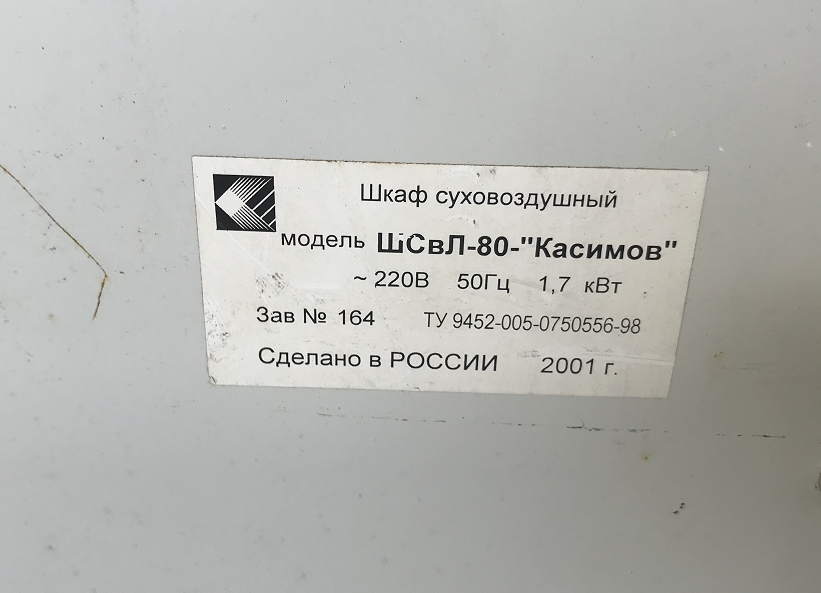 Шкаф суховоздушный
модель ШСвЛ-80-"Касимов"
~ 220В 50Гц 1,7 кВт
Зав № 164 ТУ 9452-005-0750556-98
Сделано в РОССИИ 2001 г.